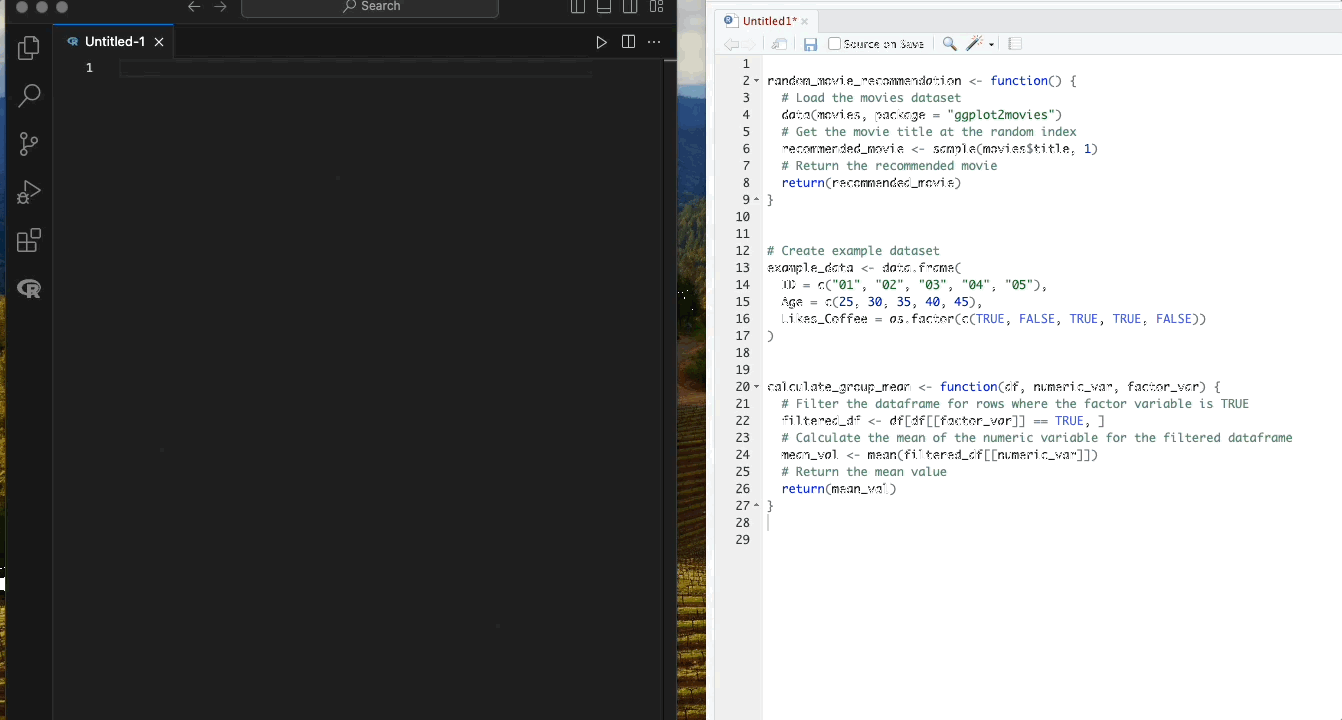 Search
Untitled-1
1
Untitled1*
Source on Save
1
2 random_movie_recommendation <- function() {
3 # Load the movies dataset
4 data(movies, package = "ggplot2movies")
5 # Get the movie title at the random index
6 recommended_movie <- sample(movies$title, 1)
7 # Return the recommended movie
8 return(recommended_movie)
9 }
10
11
12 # Create example dataset
13 example_data <- data.frame(
14 ID = c("01", "02", "03", "04", "05"),
15 Age = c(25, 30, 35, 40, 45),
16 Likes_Coffee = as.factor(c(TRUE, FALSE, TRUE, TRUE, FALSE))
17 )
18
19
20 calculate_group_mean <- function(df, numeric_var, factor_var) {
21 # Filter the dataframe for rows where the factor variable is TRUE
22 filtered_df <- df[df[[factor_var]] == TRUE, ]
23 # Calculate the mean of the numeric variable for the filtered dataframe
24 mean_val <- mean(filtered_df[[numeric_var]])
25 # Return the mean value
26 return(mean_val)
27 }
28
29